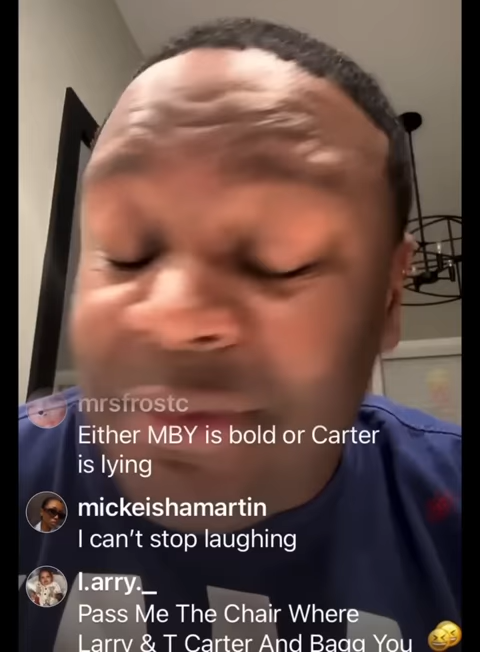 mrsfrostc
Either MBY is bold or Carter
is lying
mickeishamartin
I can’t stop laughing
l.arry._
Pass Me The Chair Where
Larry & T Carter And Bagg You